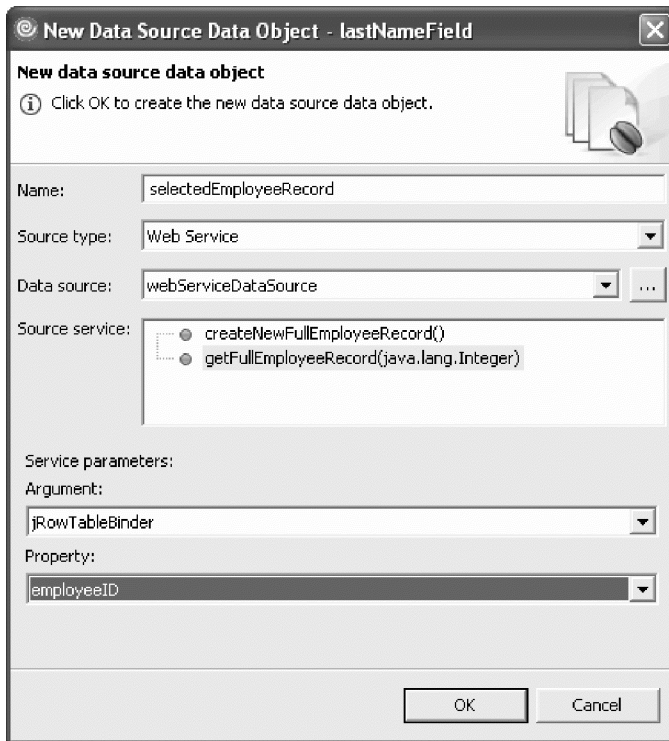 New Data Source Data Object - lastNameField
New data source data object
Click OK to create the new data source data object.
Name: selectedEmployeeRecord
Source type: Web Service
Data source: webServiceDataSource ...
Source service: createNewFullEmployeeRecord()
getFullEmployeeRecord(java.lang.Integer)
Service parameters:
Argument:
jRowTableBinder
Property:
employeeID
OK Cancel